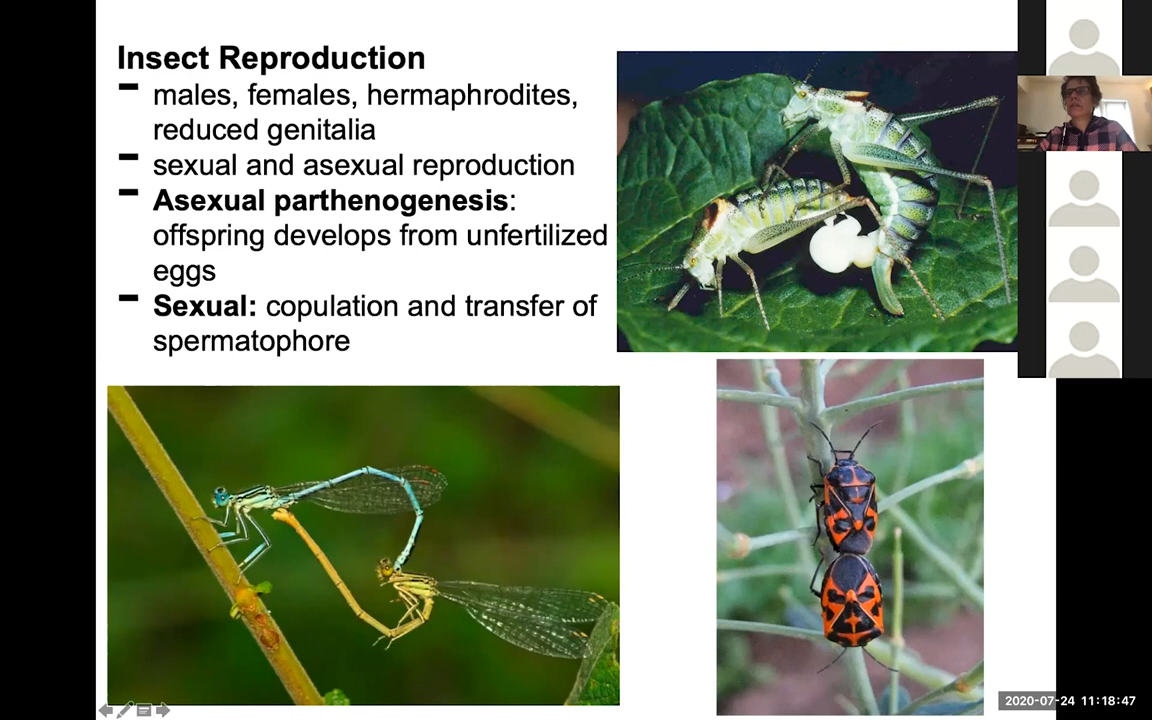 Insect Reproduction
- males, females, hermaphrodites,
reduced genitalia
- sexual and asexual reproduction
- Asexual parthenogenesis:
offspring develops from unfertilized
eggs
- Sexual: copulation and transfer of
spermatophore
2020-07-24 11:18:47